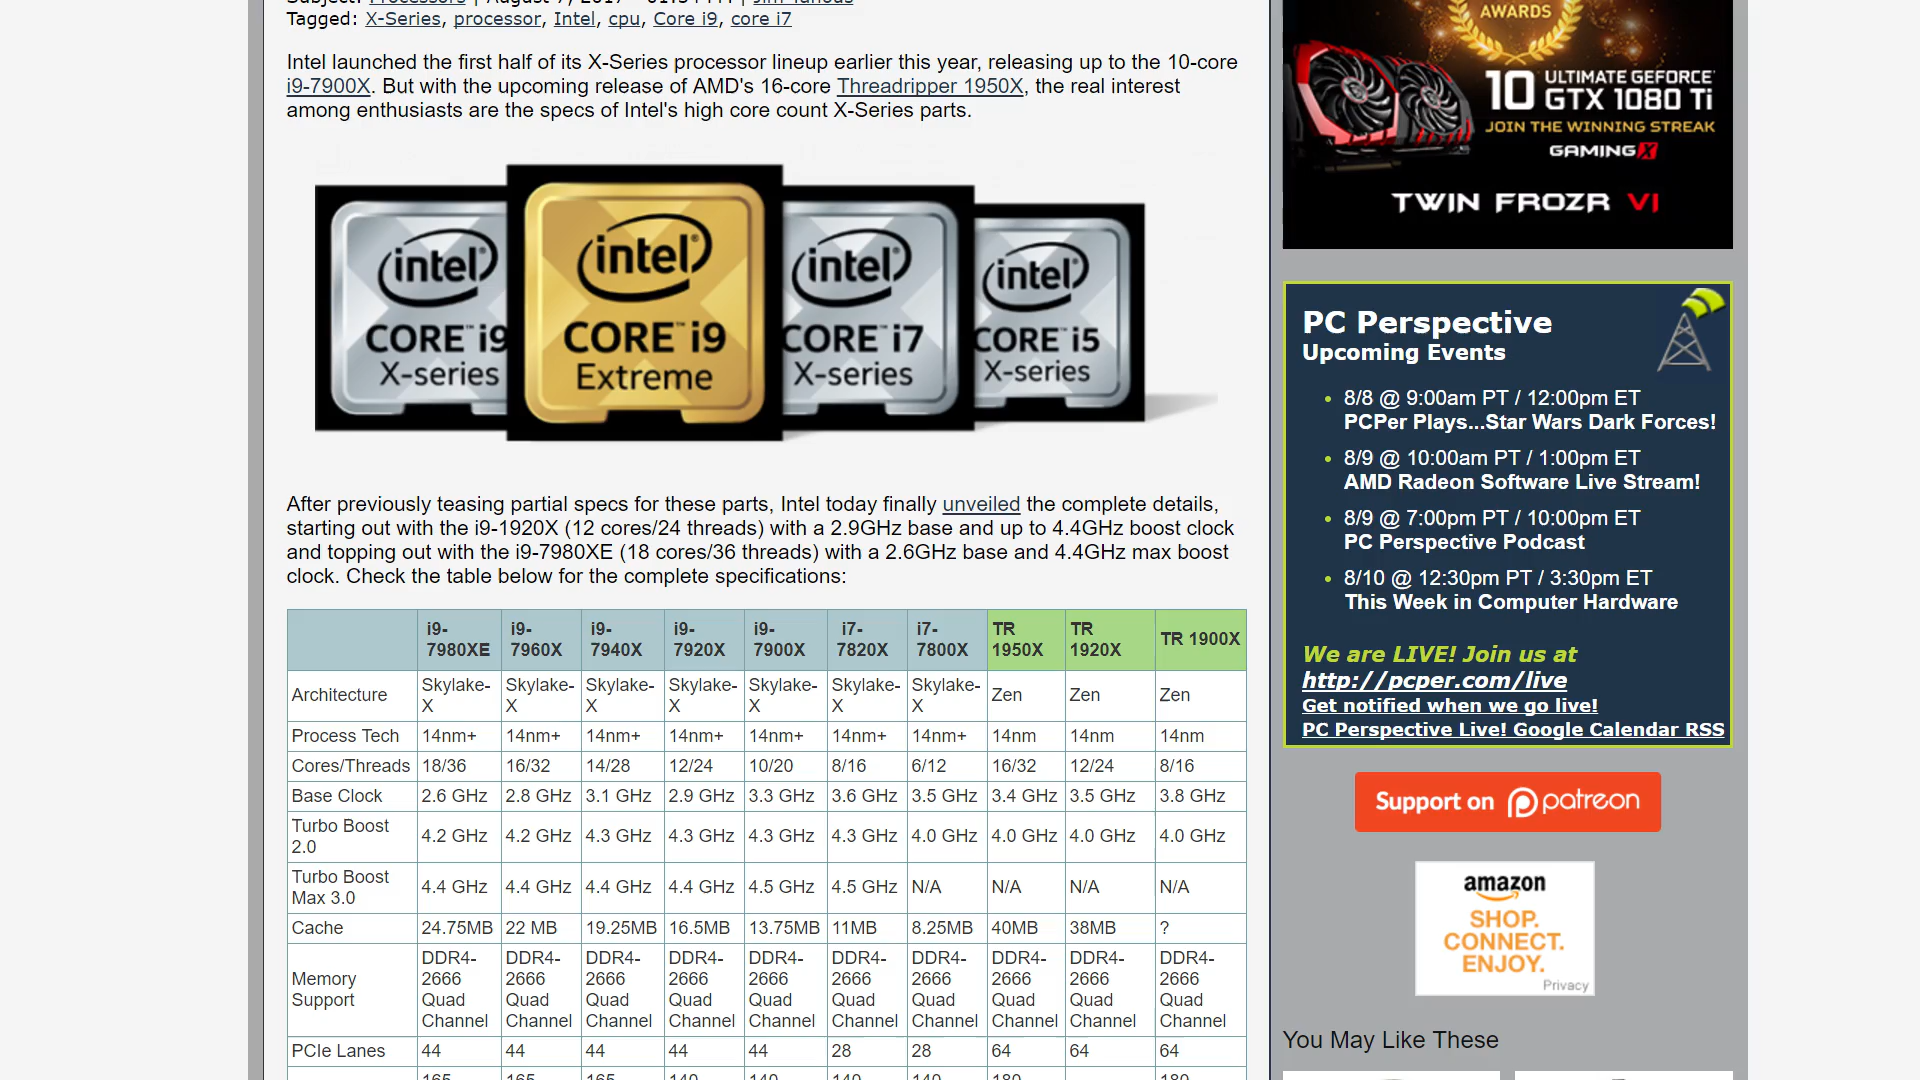 Tagged: X-Series, processor, Intel, cpu, Core i9, core i7
Intel launched the first half of its X-Series processor lineup earlier this year, releasing up to the 10-core
i9-7900X. But with the upcoming release of AMD's 16-core Threadripper 1950X, the real interest
among enthusiasts are the specs of Intel's high core count X-Series parts.
intel
CORE™ i9
X-series
intel
CORE™ i9
Extreme
intel
CORE™ i7
X-series
intel
CORE i5
X-series
After previously teasing partial specs for these parts, Intel today finally unveiled the complete details,
starting out with the i9-1920X (12 cores/24 threads) with a 2.9GHz base and up to 4.4GHz boost clock
and topping out with the i9-7980XE (18 cores/36 threads) with a 2.6GHz base and 4.4GHz max boost
clock. Check the table below for the complete specifications:
i9-7980XE i9-7960X i9-7940X i9-7920X i9-7900X i7-7820X i7-7800X TR 1950X TR 1920X TR 1900X
Architecture Skylake-X Skylake-X Skylake-X Skylake-X Skylake-X Skylake-X Skylake-X Zen Zen Zen
Process Tech 14nm+ 14nm+ 14nm+ 14nm+ 14nm+ 14nm+ 14nm+ 14nm 14nm 14nm
Cores/Threads 18/36 16/32 14/28 12/24 10/20 8/16 6/12 16/32 12/24 8/16
Base Clock 2.6 GHz 2.8 GHz 3.1 GHz 2.9 GHz 3.3 GHz 3.6 GHz 3.5 GHz 3.4 GHz 3.5 GHz 3.8 GHz
Turbo Boost 2.0 4.2 GHz 4.2 GHz 4.3 GHz 4.3 GHz 4.3 GHz 4.3 GHz 4.0 GHz 4.0 GHz 4.0 GHz 4.0 GHz
Turbo Boost Max 3.0 4.4 GHz 4.4 GHz 4.4 GHz 4.4 GHz 4.5 GHz 4.5 GHz N/A N/A N/A N/A
Cache 24.75MB 22 MB 19.25MB 16.5MB 13.75MB 11MB 8.25MB 40MB 38MB ?
Memory Support DDR4-2666 Quad Channel DDR4-2666 Quad Channel DDR4-2666 Quad Channel DDR4-2666 Quad Channel DDR4-2666 Quad Channel DDR4-2666 Quad Channel DDR4-2666 Quad Channel DDR4-2666 Quad Channel DDR4-2666 Quad Channel DDR4-2666 Quad Channel
PCIe Lanes 44 44 44 44 44 28 28 64 64 64
AWARDS
10 ULTIMATE GEFORCE
GTX 1080 Ti
JOIN THE WINNING STREAK
GAMING X
TWIN FROZR VI
PC Perspective
Upcoming Events
8/8 @ 9:00am PT / 12:00pm ET
PCPer Plays...Star Wars Dark Forces!
8/9 @ 10:00am PT / 1:00pm ET
AMD Radeon Software Live Stream!
8/9 @ 7:00pm PT / 10:00pm ET
PC Perspective Podcast
8/10 @ 12:30pm PT / 3:30pm ET
This Week in Computer Hardware
We are LIVE! Join us at
http://pcper.com/live
Get notified when we go live!
PC Perspective Live! Google Calendar RSS
Support on patreon
amazon
SHOP.
CONNECT.
ENJOY.
Privacy
You May Like These